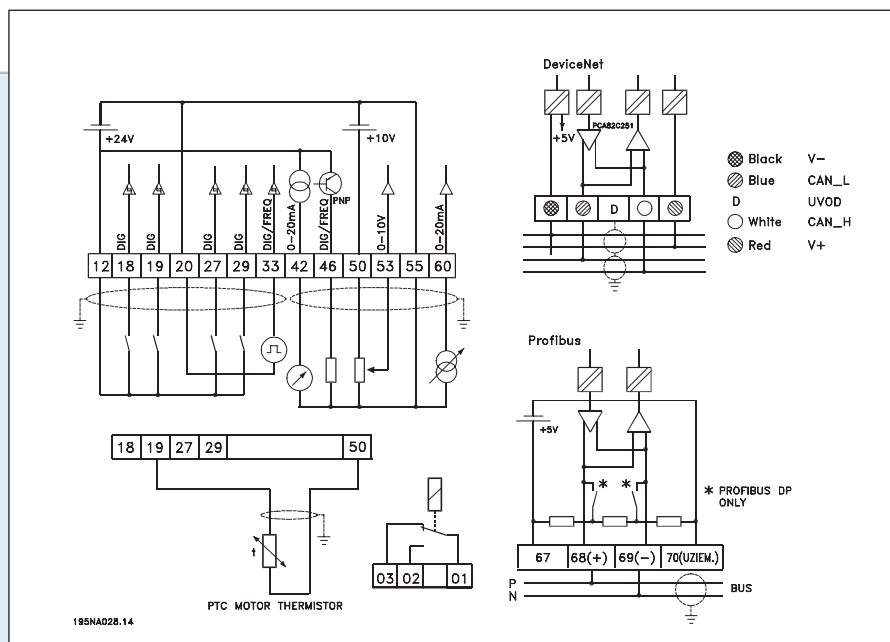 DeviceNet
PCA82C251
+5V
Black V-
Blue CAN_L
D UVOD
White CAN_H
Red V+
D
+24V
+10V
DIG
DIG
DIG
DIG
DIG/FREQ
0-20mA
DIG/FREQ
PNP
0-10V
0-20mA
12 18 19 20 27 29 33 42 46 50 53 55 60
Profibus
+5V
* *
* PROFIBUS DP
ONLY
67 68(+) 69(-) 70(UZIEM.)
P
N
BUS
18 19 27 29 50
t
PTC MOTOR THERMISTOR
03 02 01
195NA028.14